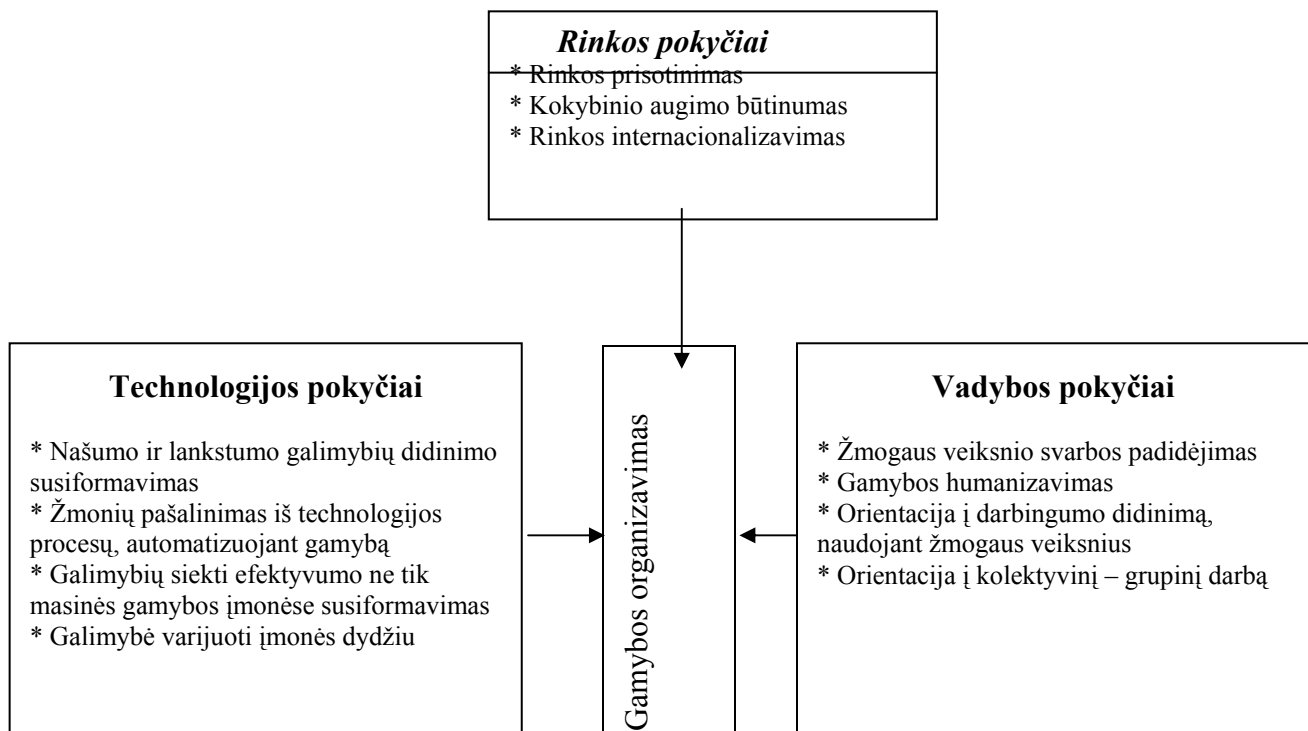 Rinkos pokyčiai
* Rinkos prisotinimas
* Kokybinio augimo būtinumas
* Rinkos internacionalizavimas
Technologijos pokyčiai
* Našumo ir lankstumo galimybių didinimo
susiformavimas
* Žmonių pašalinimas iš technologijos
procesų, automatizuojant gamybą
* Galimybių siekti efektyvumo ne tik
masinės gamybos įmonėse susiformavimas
* Galimybė varijuoti įmonės dydžiu
Gamybos organizavimas
Vadybos pokyčiai
* Žmogaus veiksnio svarbos padidėjimas
* Gamybos humanizavimas
* Orientacija į darbingumo didinimą,
naudojant žmogaus veiksnius
* Orientacija į kolektyvinį – grupinį darbą